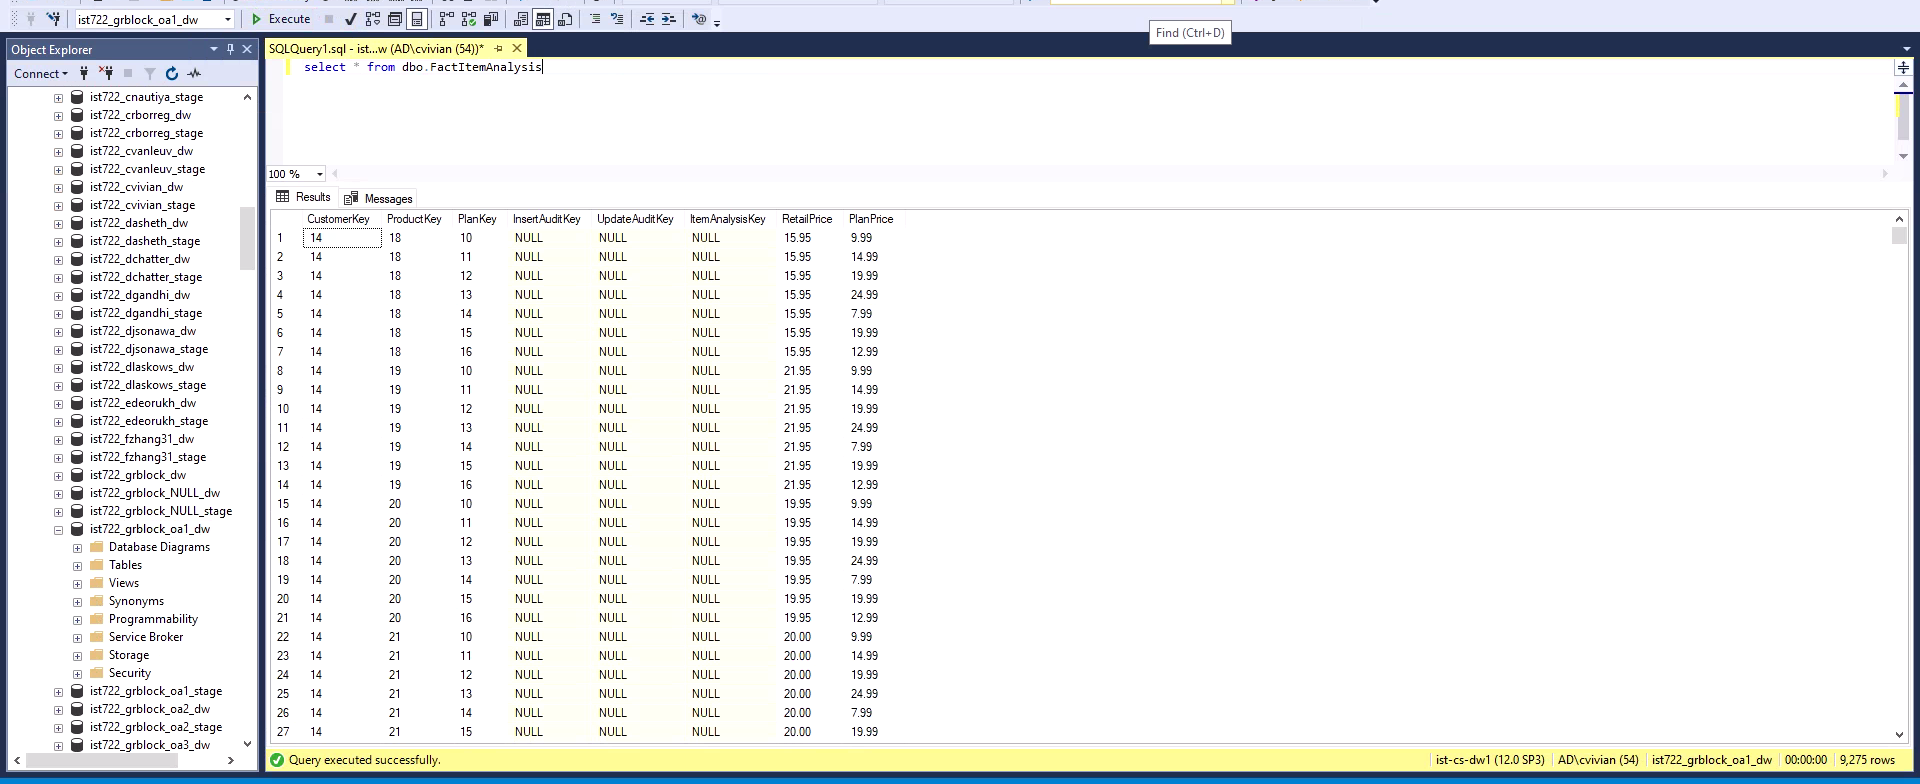 ist722_grblock_oa1_dw
Execute
Find (Ctrl+D)
Object Explorer
SQLQuery1.sql - ist...w (AD\cvivian (54))*
Connect
select * from dbo.FactItemAnalysis
ist722_cnautiya_stage
ist722_crborreg_dw
ist722_crborreg_stage
ist722_cvanleuv_dw
ist722_cvanleuv_stage
ist722_cvivian_dw
ist722_cvivian_stage
ist722_dasheth_dw
ist722_dasheth_stage
ist722_dchatter_dw
ist722_dchatter_stage
ist722_dgandhi_dw
ist722_dgandhi_stage
ist722_djsonawa_dw
ist722_djsonawa_stage
ist722_dlaskows_dw
ist722_dlaskows_stage
ist722_edeorukh_dw
ist722_edeorukh_stage
ist722_fzhang31_dw
ist722_fzhang31_stage
ist722_grblock_dw
ist722_grblock_NULL_dw
ist722_grblock_NULL_stage
ist722_grblock_oa1_dw
Database Diagrams
Tables
Views
Synonyms
Programmability
Service Broker
Storage
Security
ist722_grblock_oa1_stage
ist722_grblock_oa2_dw
ist722_grblock_oa2_stage
ist722_grblock_oa3_dw
100 %
Results Messages
CustomerKey ProductKey PlanKey InsertAuditKey UpdateAuditKey ItemAnalysisKey RetailPrice PlanPrice
1 14 18 10 NULL NULL NULL 15.95 9.99
2 14 18 11 NULL NULL NULL 15.95 14.99
3 14 18 12 NULL NULL NULL 15.95 19.99
4 14 18 13 NULL NULL NULL 15.95 24.99
5 14 18 14 NULL NULL NULL 15.95 7.99
6 14 18 15 NULL NULL NULL 15.95 19.99
7 14 18 16 NULL NULL NULL 15.95 12.99
8 14 19 10 NULL NULL NULL 21.95 9.99
9 14 19 11 NULL NULL NULL 21.95 14.99
10 14 19 12 NULL NULL NULL 21.95 19.99
11 14 19 13 NULL NULL NULL 21.95 24.99
12 14 19 14 NULL NULL NULL 21.95 7.99
13 14 19 15 NULL NULL NULL 21.95 19.99
14 14 19 16 NULL NULL NULL 21.95 12.99
15 14 20 10 NULL NULL NULL 19.95 9.99
16 14 20 11 NULL NULL NULL 19.95 14.99
17 14 20 12 NULL NULL NULL 19.95 19.99
18 14 20 13 NULL NULL NULL 19.95 24.99
19 14 20 14 NULL NULL NULL 19.95 7.99
20 14 20 15 NULL NULL NULL 19.95 19.99
21 14 20 16 NULL NULL NULL 19.95 12.99
22 14 21 10 NULL NULL NULL 20.00 9.99
23 14 21 11 NULL NULL NULL 20.00 14.99
24 14 21 12 NULL NULL NULL 20.00 19.99
25 14 21 13 NULL NULL NULL 20.00 24.99
26 14 21 14 NULL NULL NULL 20.00 7.99
27 14 21 15 NULL NULL NULL 20.00 19.99
Query executed successfully. ist-cs-dw1 (12.0 SP3) AD\cvivian (54) ist722_grblock_oa1_dw 00:00:00 9,275 rows